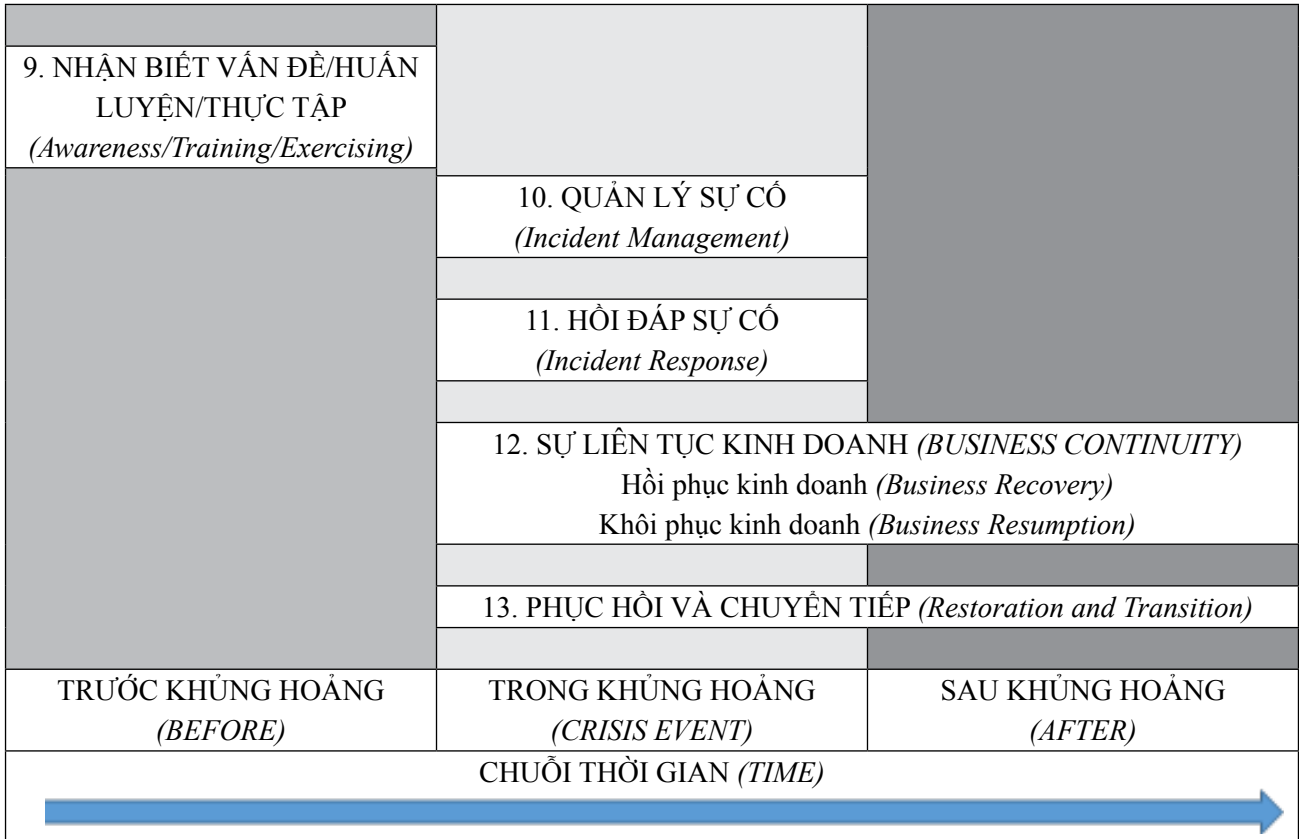 9. NHẬN BIẾT VẤN ĐỀ/HUẤN
LUYỆN/THỰC TẬP
(Awareness/Training/Exercising)
10. QUẢN LÝ SỰ CỐ
(Incident Management)
11. HỒI ĐÁP SỰ CỐ
(Incident Response)
12. SỰ LIÊN TỤC KINH DOANH (BUSINESS CONTINUITY)
Hồi phục kinh doanh (Business Recovery)
Khôi phục kinh doanh (Business Resumption)
13. PHỤC HỒI VÀ CHUYỂN TIẾP (Restoration and Transition)
TRƯỚC KHỦNG HOẢNG
(BEFORE)
TRONG KHỦNG HOẢNG
(CRISIS EVENT)
SAU KHỦNG HOẢNG
(AFTER)
CHUỖI THỜI GIAN (TIME)